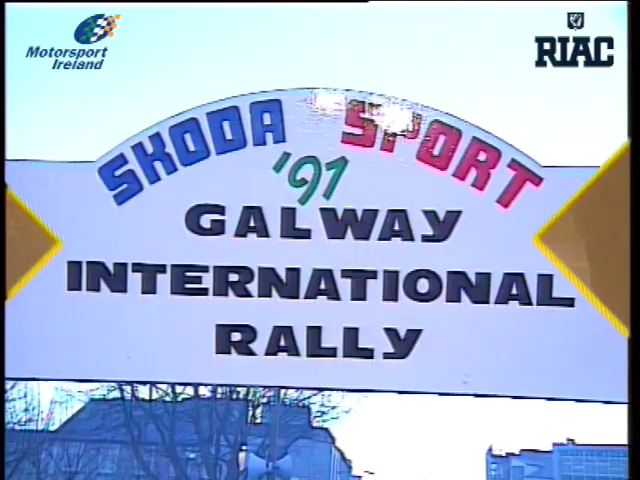 Motorsport
Ireland
RIAC
SKODA SPORT
'91
GALWAY
INTERNATIONAL
RALLY